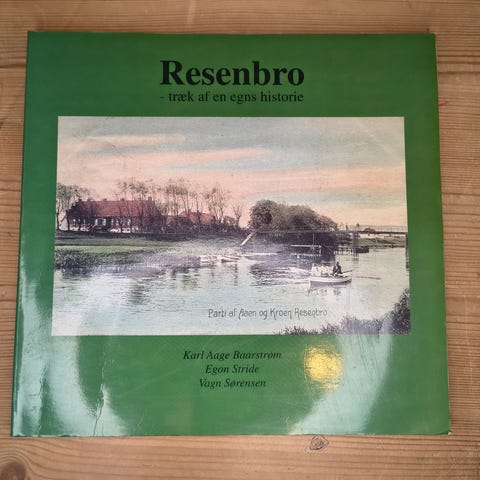 Resenbro
- træk af en egns historie
Parti af Aaen og Kroen Resenbro
Karl Aage Baarstrøm
Egon Stride
Vagn Sørensen